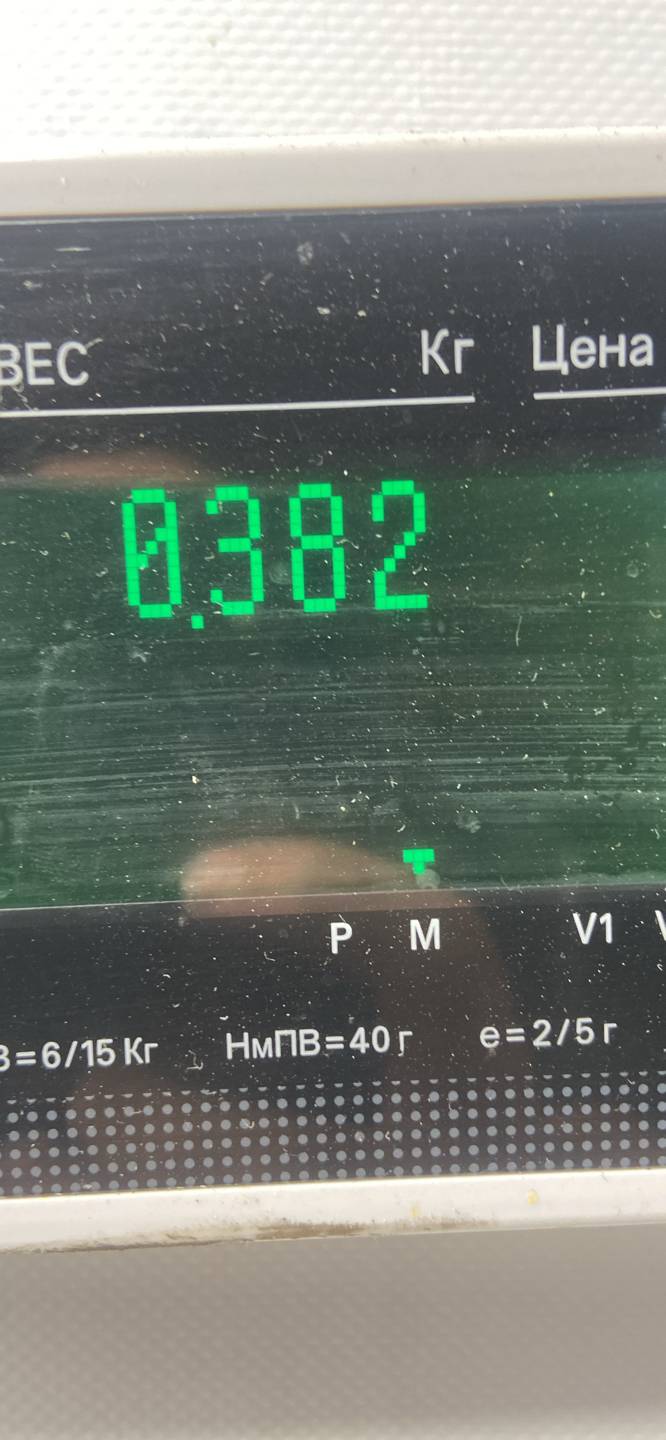 ВЕС Кг Цена
0.382
Р М V1
=6/15 Кг НмПВ=40 г e=2/5 г